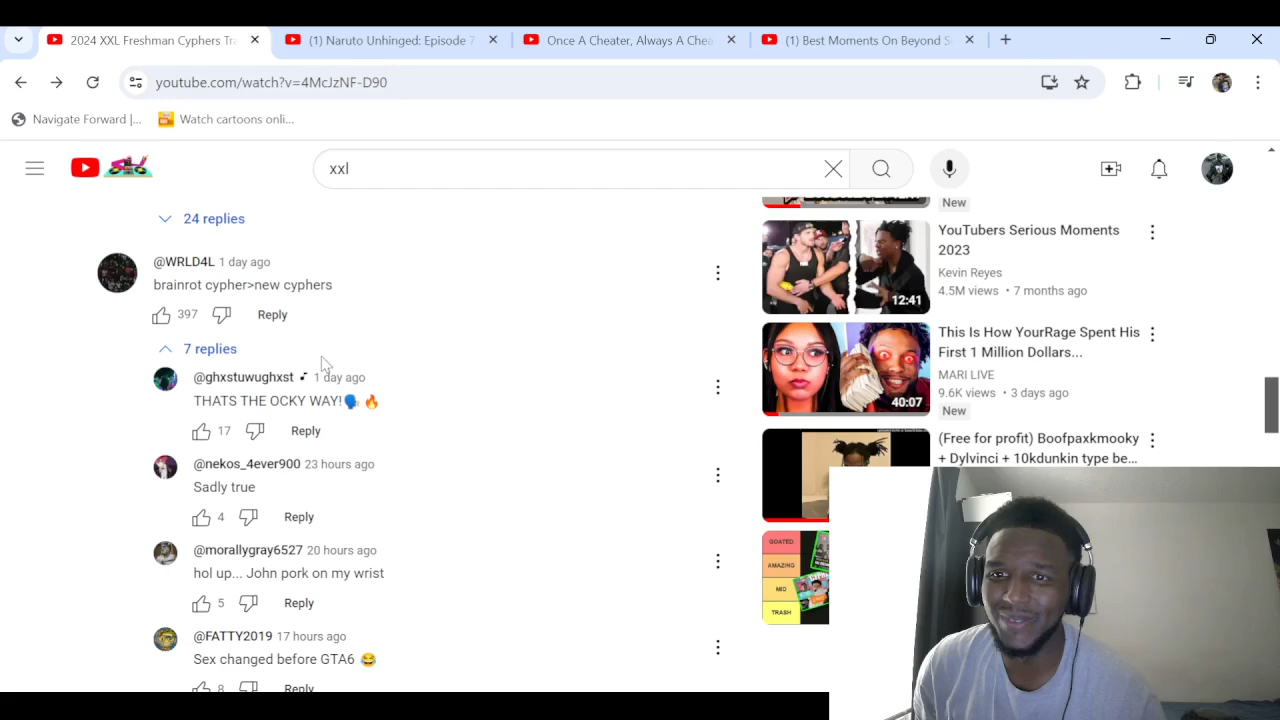 2024 XXL Freshman Cyphers Tra
(1) Naruto Unhinged: Episode 7
Once A Cheater, Always A Chea
(1) Best Moments On Beyond S
youtube.com/watch?v=4McJzNF-D90
Navigate Forward |...
Watch cartoons onli...
xxl
24 replies
@WRLD4L 1 day ago
brainrot cypher>new cyphers
397
Reply
7 replies
@ghxstuwughxst 1 day ago
THATS THE OCKY WAY!🗣️ 🔥
17
Reply
@nekos_4ever900 23 hours ago
Sadly true
4
Reply
@morallygray6527 20 hours ago
hol up... John pork on my wrist
5
Reply
@FATTY2019 17 hours ago
Sex changed before GTA6 😂
8
Reply
New
12:41
YouTubers Serious Moments
2023
Kevin Reyes
4.5M views • 7 months ago
40:07
This Is How YourRage Spent His
First 1 Million Dollars...
MARI LIVE
9.6K views • 3 days ago
New
(Free for profit) Boofpaxkmooky
+ Dylvinci + 10kdunkin type be...
GOATED
AMAZING
MID
TRASH